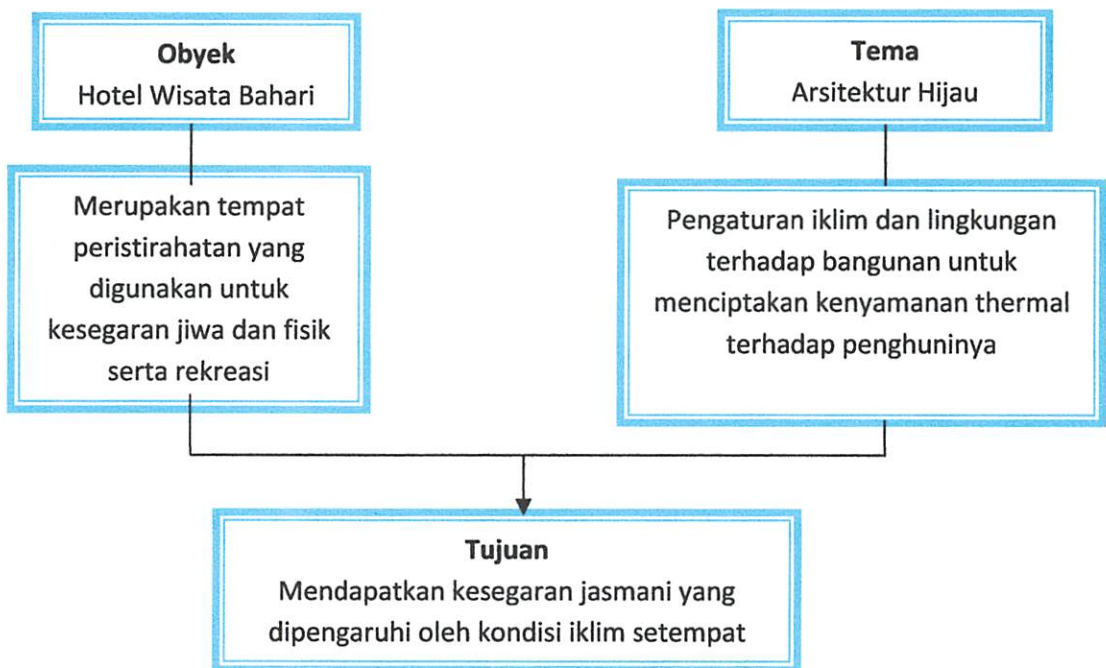 Obyek
Hotel Wisata Bahari
Tema
Arsitektur Hijau
Merupakan tempat
peristirahatan yang
digunakan untuk
kesegaran jiwa dan fisik
serta rekreasi
Pengaturan iklim dan lingkungan
terhadap bangunan untuk
menciptakan kenyamanan thermal
terhadap penghuninya
Tujuan
Mendapatkan kesegaran jasmani yang
dipengaruhi oleh kondisi iklim setempat